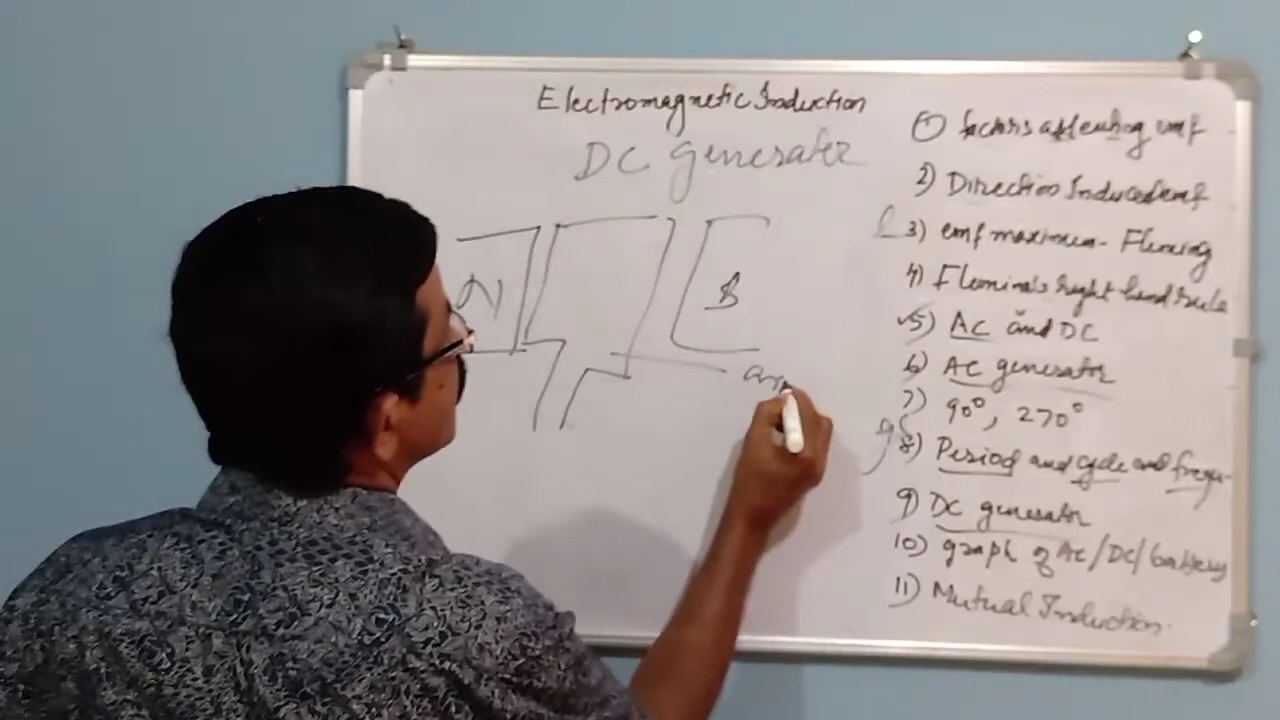 Electromagnetic Induction
DC generator
N
S
arm
1) factors affecting emf
2) Direction Induced emf
3) emf maximum - Fleming
4) Fleming's right hand rule
5) AC and DC
6) AC generator
7) 90°, 270°
8) Period and cycle and frequ-
9) DC generator
10) graph of AC/DC/battery
11) Mutual Induction.